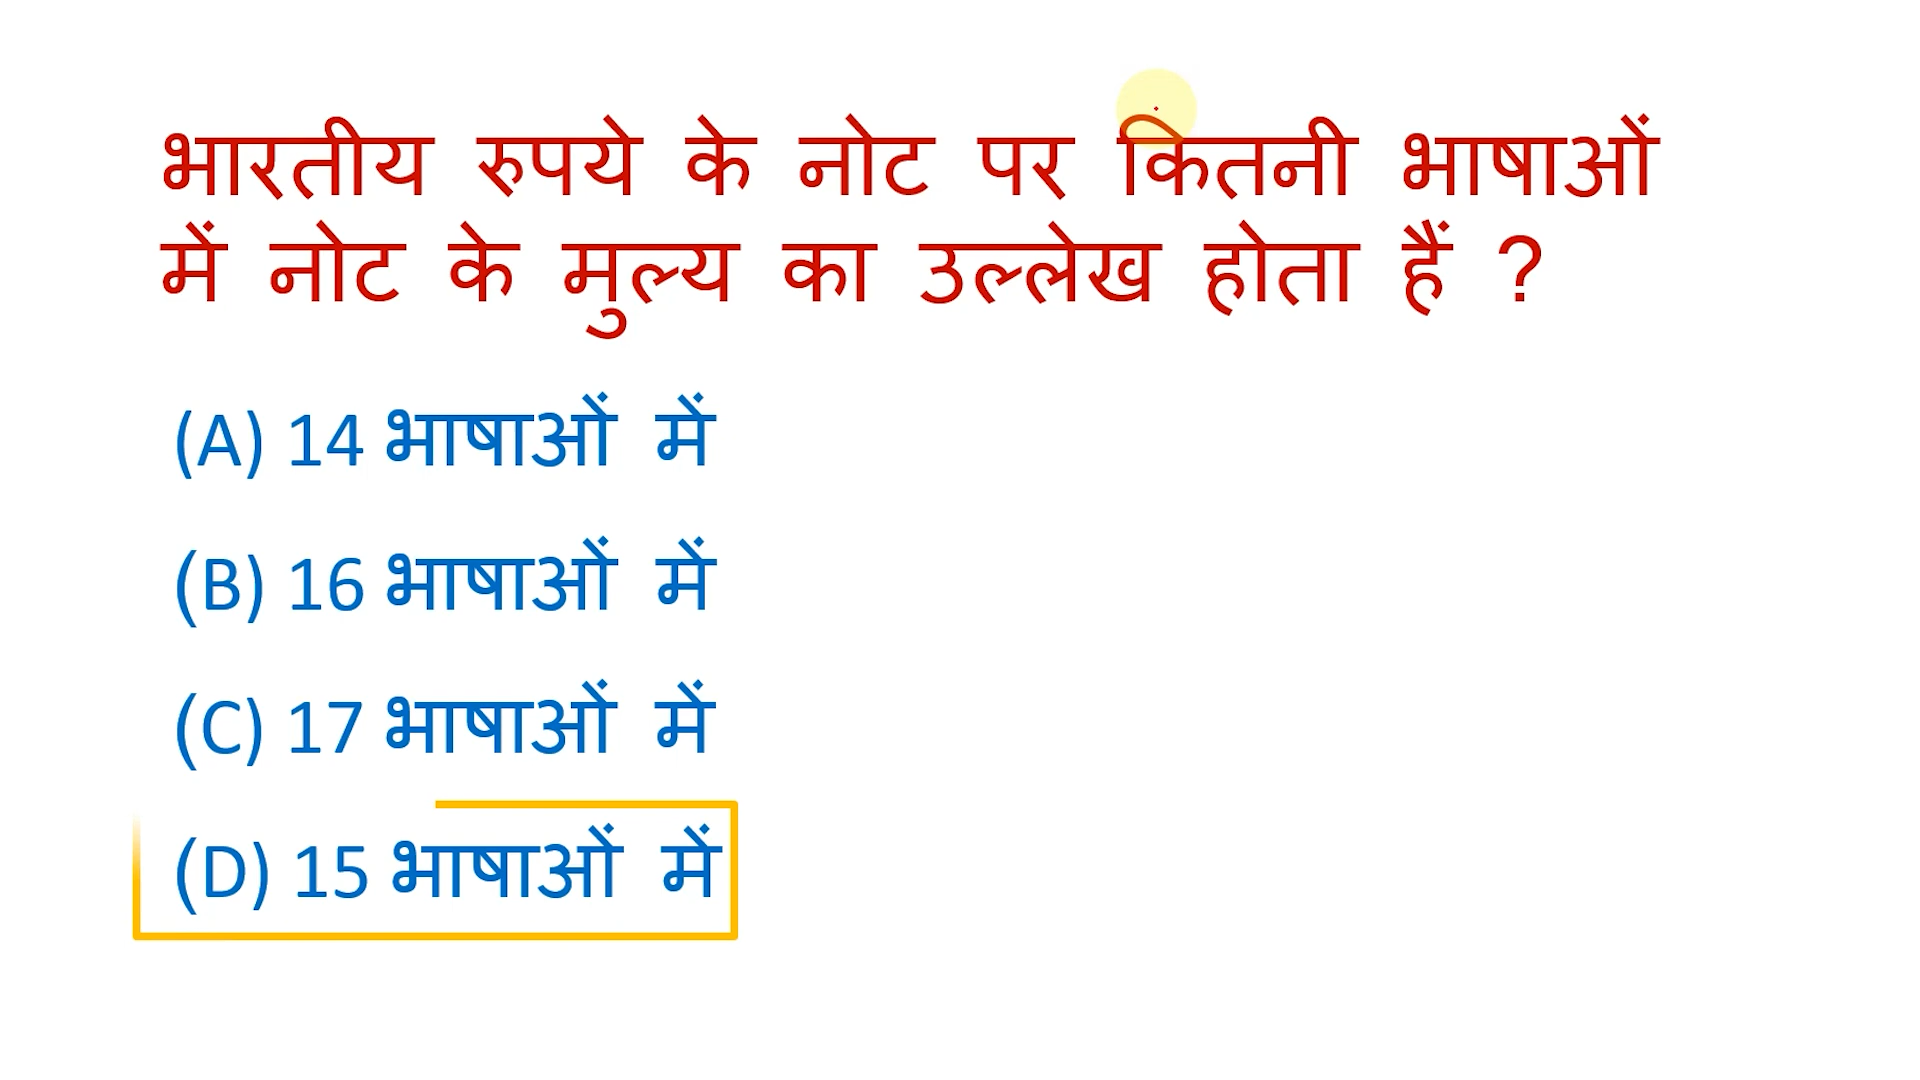 भारतीय रुपये के नोट पर कितनी भाषाओं
में नोट के मुल्य का उल्लेख होता हैं ?
(A) 14 भाषाओं में
(B) 16 भाषाओं में
(C) 17 भाषाओं में
(D) 15 भाषाओं में